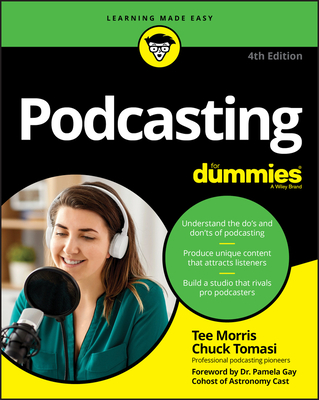 LEARNING MADE EASY
4th Edition
Podcasting
for
dummies®
A Wiley Brand
Understand the do's and
don'ts of podcasting
Produce unique content
that attracts listeners
Build a studio that rivals
pro podcasters
Tee Morris
Chuck Tomasi
Professional podcasting pioneers
Foreword by Dr. Pamela Gay
Cohost of Astronomy Cast